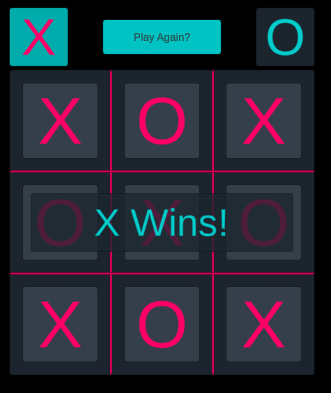 X Play Again? O
X O X
O X O
X Wins!
X O X